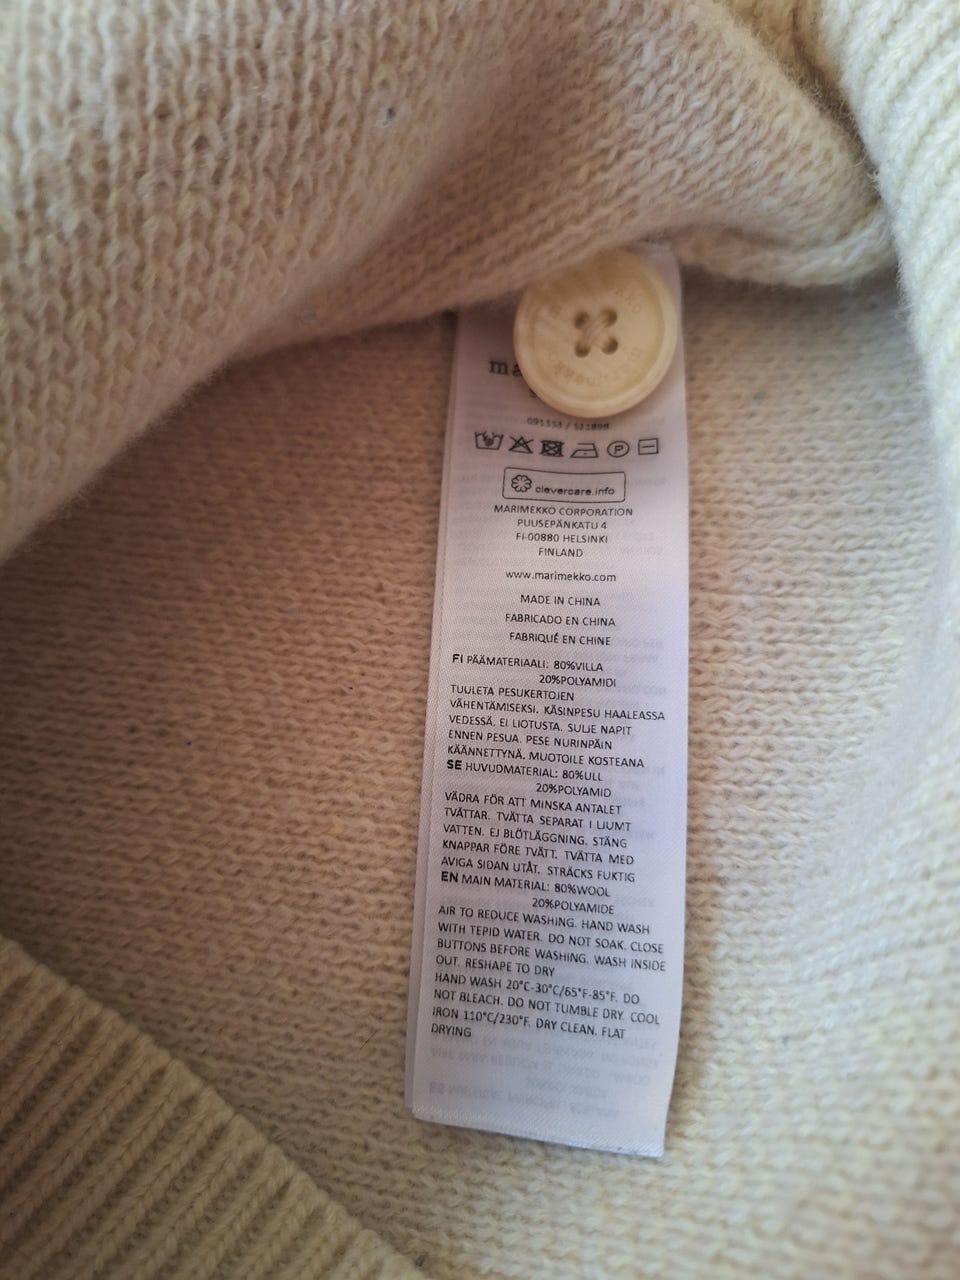 091553 / 521898
P
clevercare.info
MARIMEKKO CORPORATION
PUUSEPÄNKATU 4
FI-00880 HELSINKI
FINLAND
www.marimekko.com
MADE IN CHINA
FABRICADO EN CHINA
FABRIQUÉ EN CHINE
FI PÄÄMATERIAALI: 80%VILLA
20%POLYAMIDI
TUULETA PESUKERTOJEN
VÄHENTÄMISEKSI. KÄSINPESU HAALEASSA
VEDESSÄ. EI LIOTUSTA. SULJE NAPIT
ENNEN PESUA. PESE NURINPÄIN
KÄÄNNETTYNÄ. MUOTOILE KOSTEANA
SE HUVUDMATERIAL: 80%ULL
20%POLYAMID
VÄDRA FÖR ATT MINSKA ANTALET
TVÄTTAR. TVÄTTA SEPARAT I LJUMT
VATTEN. EJ BLÖTLÄGGNING. STÄNG
KNAPPAR FÖRE TVÄTT. TVÄTTA MED
AVIGA SIDAN UTÅT. STRÄCKS FUKTIG
EN MAIN MATERIAL: 80%WOOL
20%POLYAMIDE
AIR TO REDUCE WASHING. HAND WASH
WITH TEPID WATER. DO NOT SOAK. CLOSE
BUTTONS BEFORE WASHING. WASH INSIDE
OUT. RESHAPE TO DRY
HAND WASH 20°C-30°C/65°F-85°F. DO
NOT BLEACH. DO NOT TUMBLE DRY. COOL
IRON 110°C/230°F. DRY CLEAN. FLAT
DRYING